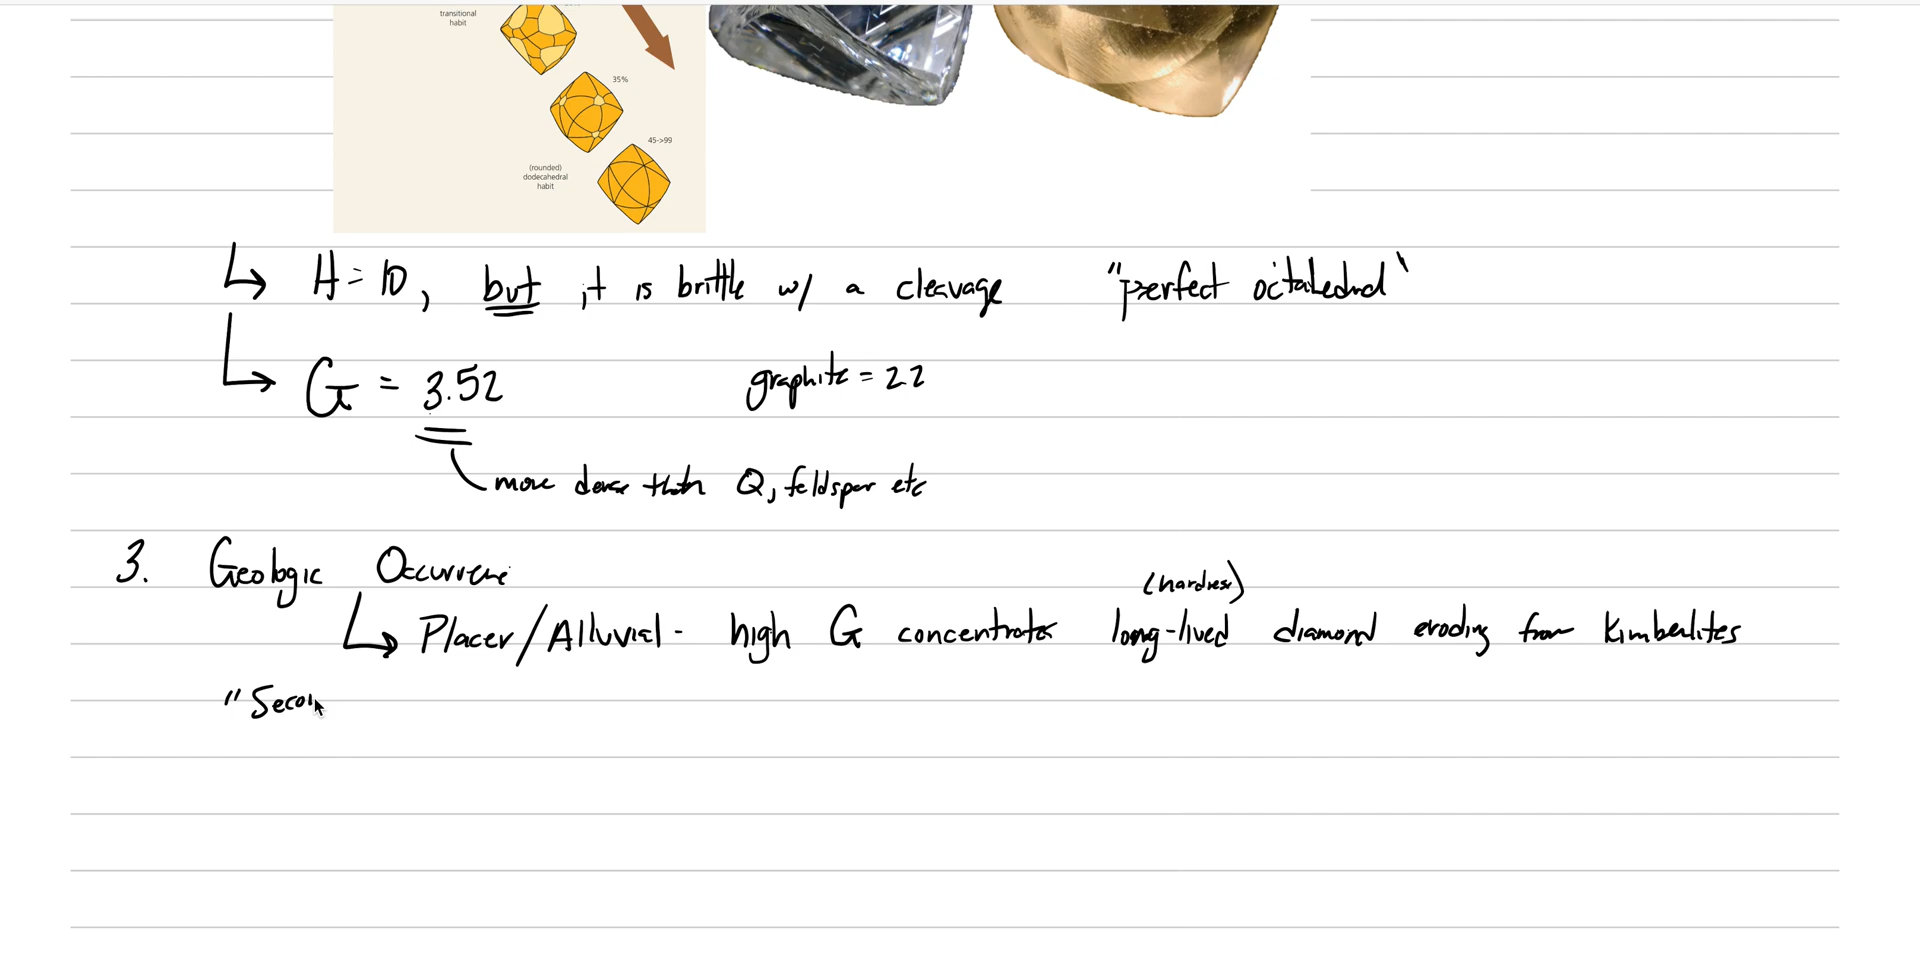 transitional
habit
35%
45->99
(rounded)
dodecahedral
habit
H = 10, but it is brittle w/ a cleavage "perfect octahedral"
G = 3.52 graphite = 2.2
more dense than Q, feldspar etc
3. Geologic Occurrence
(hardness)
Placer/Alluvial - high G concentrates long-lived diamond eroding from Kimberlites
"Secon